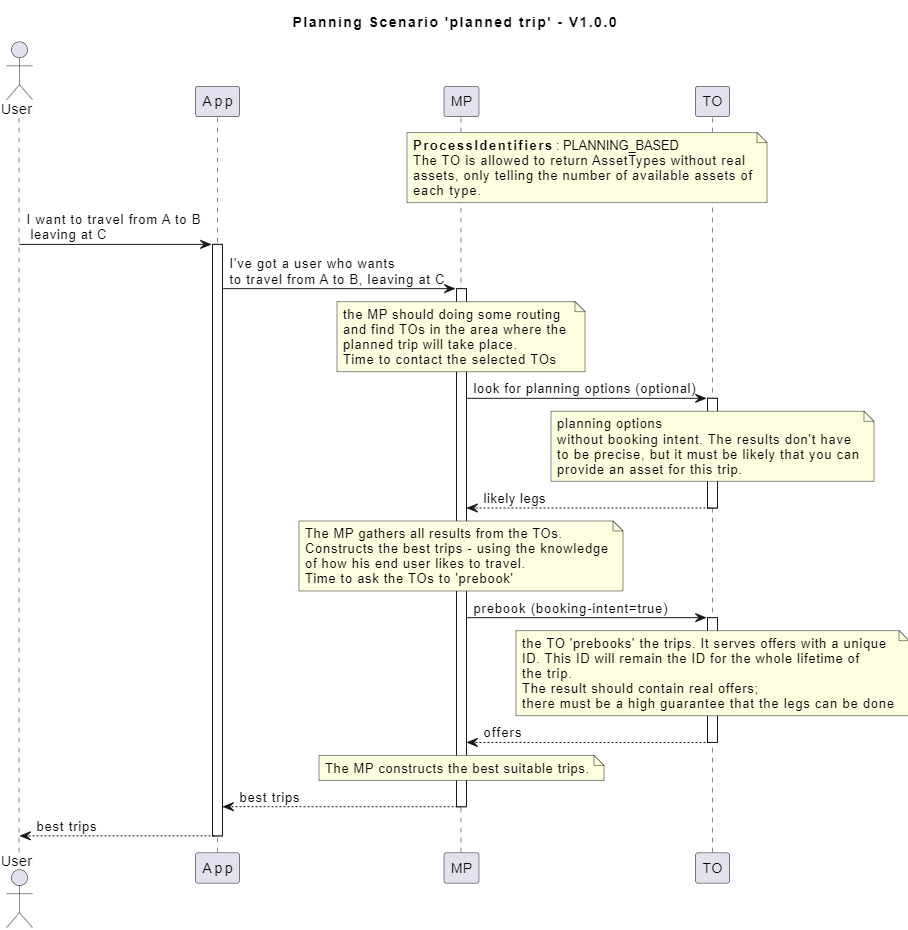 Planning Scenario 'planned trip' - V1.0.0
User
App
MP
TO
ProcessIdentifiers : PLANNING_BASED
The TO is allowed to return AssetTypes without real
assets, only telling the number of available assets of
each type.
I want to travel from A to B
leaving at C
I've got a user who wants
to travel from A to B, leaving at C
the MP should doing some routing
and find TOs in the area where the
planned trip will take place.
Time to contact the selected TOs
look for planning options (optional)
planning options
without booking intent. The results don't have
to be precise, but it must be likely that you can
provide an asset for this trip.
likely legs
The MP gathers all results from the TOs.
Constructs the best trips - using the knowledge
of how his end user likes to travel.
Time to ask the TOs to 'prebook'
prebook (booking-intent=true)
the TO 'prebooks' the trips. It serves offers with a unique
ID. This ID will remain the ID for the whole lifetime of
the trip.
The result should contain real offers;
there must be a high guarantee that the legs can be done
offers
The MP constructs the best suitable trips.
best trips
best trips
User
App
MP
TO